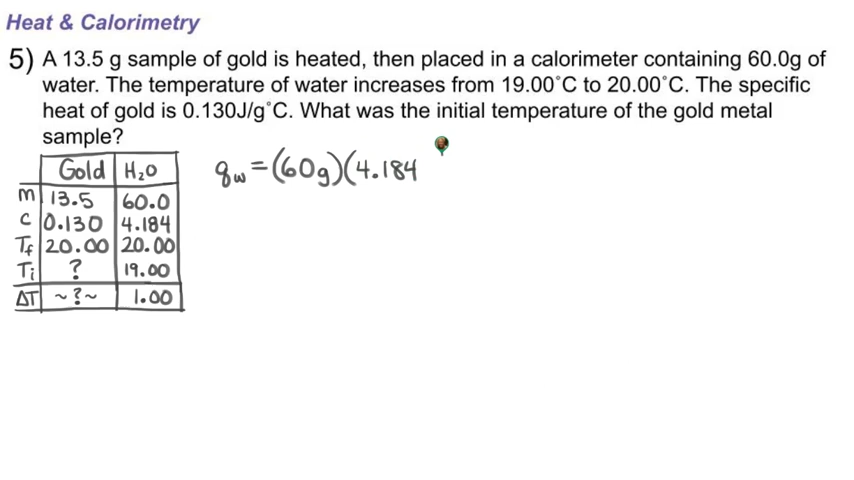 Heat & Calorimetry
5) A 13.5 g sample of gold is heated, then placed in a calorimeter containing 60.0g of
water. The temperature of water increases from 19.00˚C to 20.00˚C. The specific
heat of gold is 0.130J/g˚C. What was the initial temperature of the gold metal
sample?
Gold H₂O
m 13.5 60.0
C 0.130 4.184
T_f 20.00 20.00
T_i ? 19.00
ΔT ~?~ 1.00
q_w = (60g)(4.184